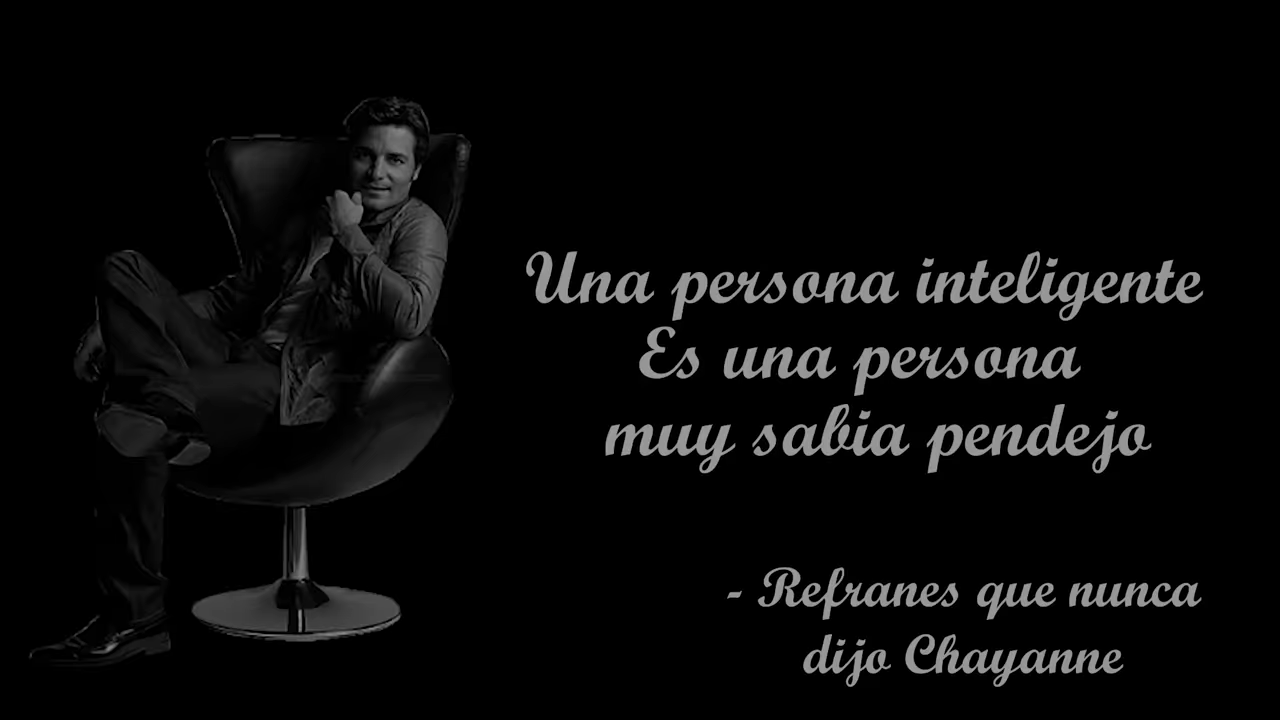 Una persona inteligente
Es una persona
muy sabia pendejo
- Refranes que nunca
dijo Chayanne